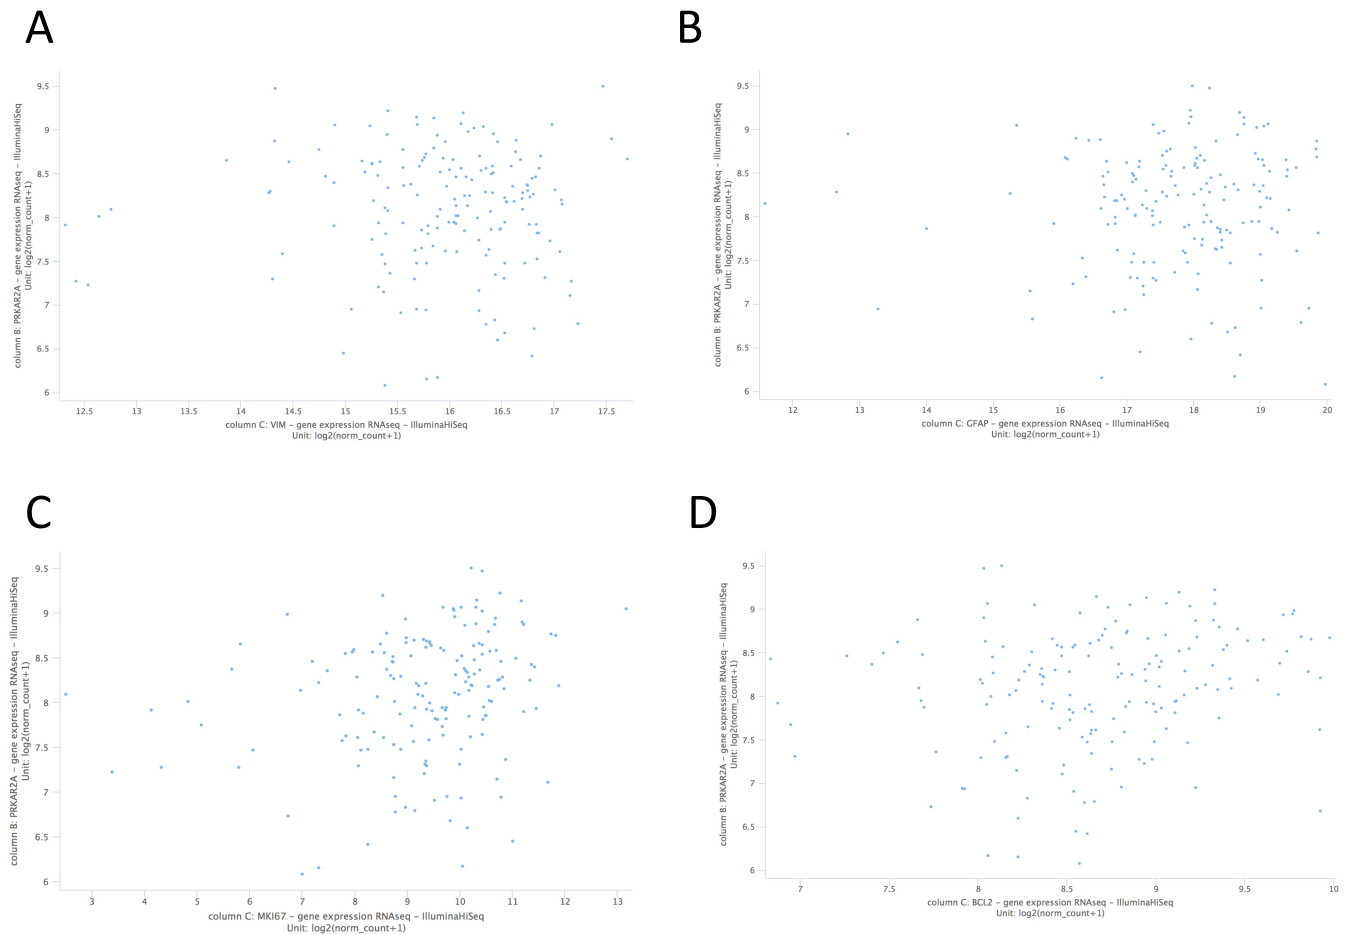 A
9.5
9
8.5
8
7.5
7
6.5
6
column B: PRKAR2A – gene expression RNAseq – IlluminaHiSeq
Unit: log2(norm_count+1)
12.5 13 13.5 14 14.5 15 15.5 16 16.5 17 17.5
column C: VIM – gene expression RNAseq – IlluminaHiSeq
Unit: log2(norm_count+1)
B
9.5
9
8.5
8
7.5
7
6.5
6
column B: PRKAR2A – gene expression RNAseq – IlluminaHiSeq
Unit: log2(norm_count+1)
12 13 14 15 16 17 18 19 20
column C: GFAP – gene expression RNAseq – IlluminaHiSeq
Unit: log2(norm_count+1)
C
9.5
9
8.5
8
7.5
7
6.5
6
column B: PRKAR2A – gene expression RNAseq – IlluminaHiSeq
Unit: log2(norm_count+1)
3 4 5 6 7 8 9 10 11 12 13
column C: MKI67 – gene expression RNAseq – IlluminaHiSeq
Unit: log2(norm_count+1)
D
9.5
9
8.5
8
7.5
7
6.5
6
column B: PRKAR2A – gene expression RNAseq – IlluminaHiSeq
Unit: log2(norm_count+1)
7 7.5 8 8.5 9 9.5 10
column C: BCL2 – gene expression RNAseq – IlluminaHiSeq
Unit: log2(norm_count+1)